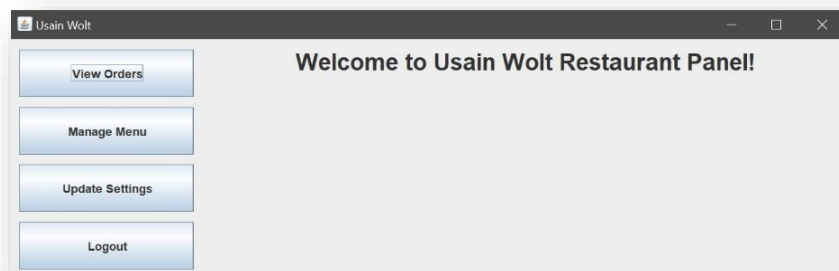 Usain Wolt
View Orders
Welcome to Usain Wolt Restaurant Panel!
Manage Menu
Update Settings
Logout